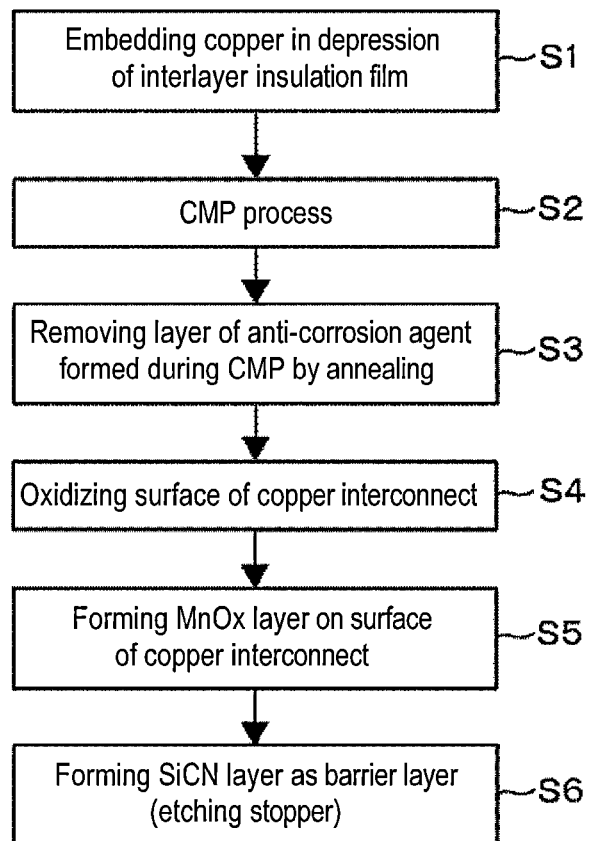 Embedding copper in depression
of interlayer insulation film
S1
CMP process
S2
Removing layer of anti-corrosion agent
formed during CMP by annealing
S3
Oxidizing surface of copper interconnect
S4
Forming MnOx layer on surface
of copper interconnect
S5
Forming SiCN layer as barrier layer
(etching stopper)
S6